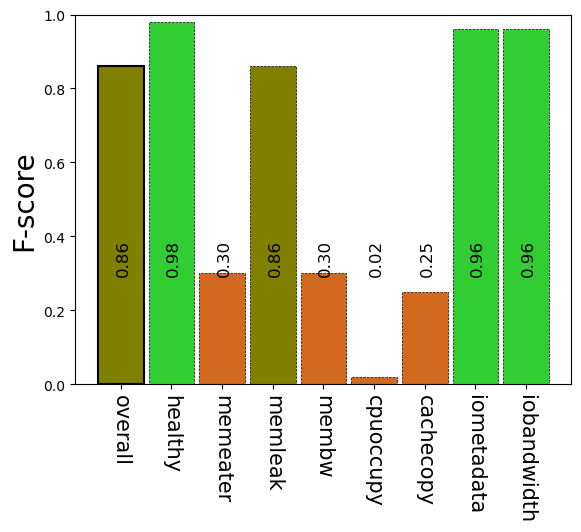 F-score
1.0
0.8
0.6
0.4
0.2
0.0
0.86
0.98
0.30
0.86
0.30
0.02
0.25
0.96
0.96
overall
healthy
memeater
memleak
membw
cpuoccupy
cachecopy
iometadata
iobandwidth